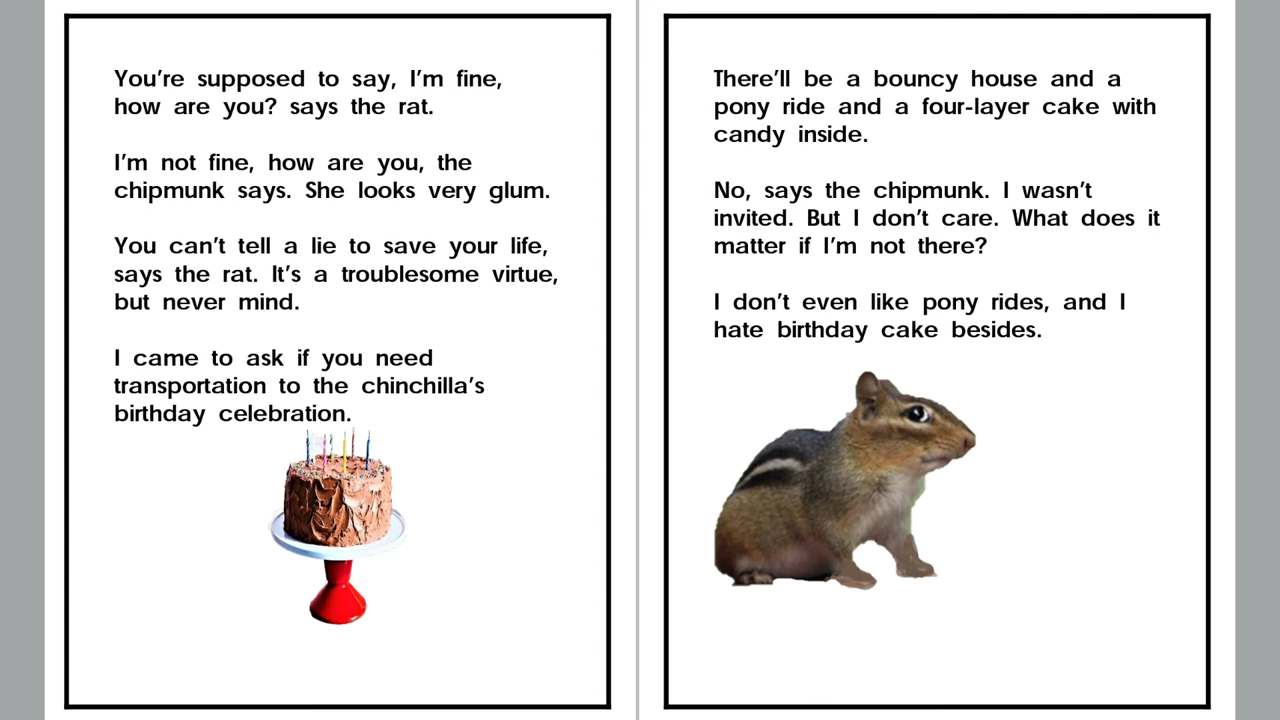 You're supposed to say, I'm fine,
how are you? says the rat.
I'm not fine, how are you, the
chipmunk says. She looks very glum.
You can't tell a lie to save your life,
says the rat. It's a troublesome virtue,
but never mind.
I came to ask if you need
transportation to the chinchilla's
birthday celebration.
There'll be a bouncy house and a
pony ride and a four-layer cake with
candy inside.
No, says the chipmunk. I wasn't
invited. But I don't care. What does it
matter if I'm not there?
I don't even like pony rides, and I
hate birthday cake besides.